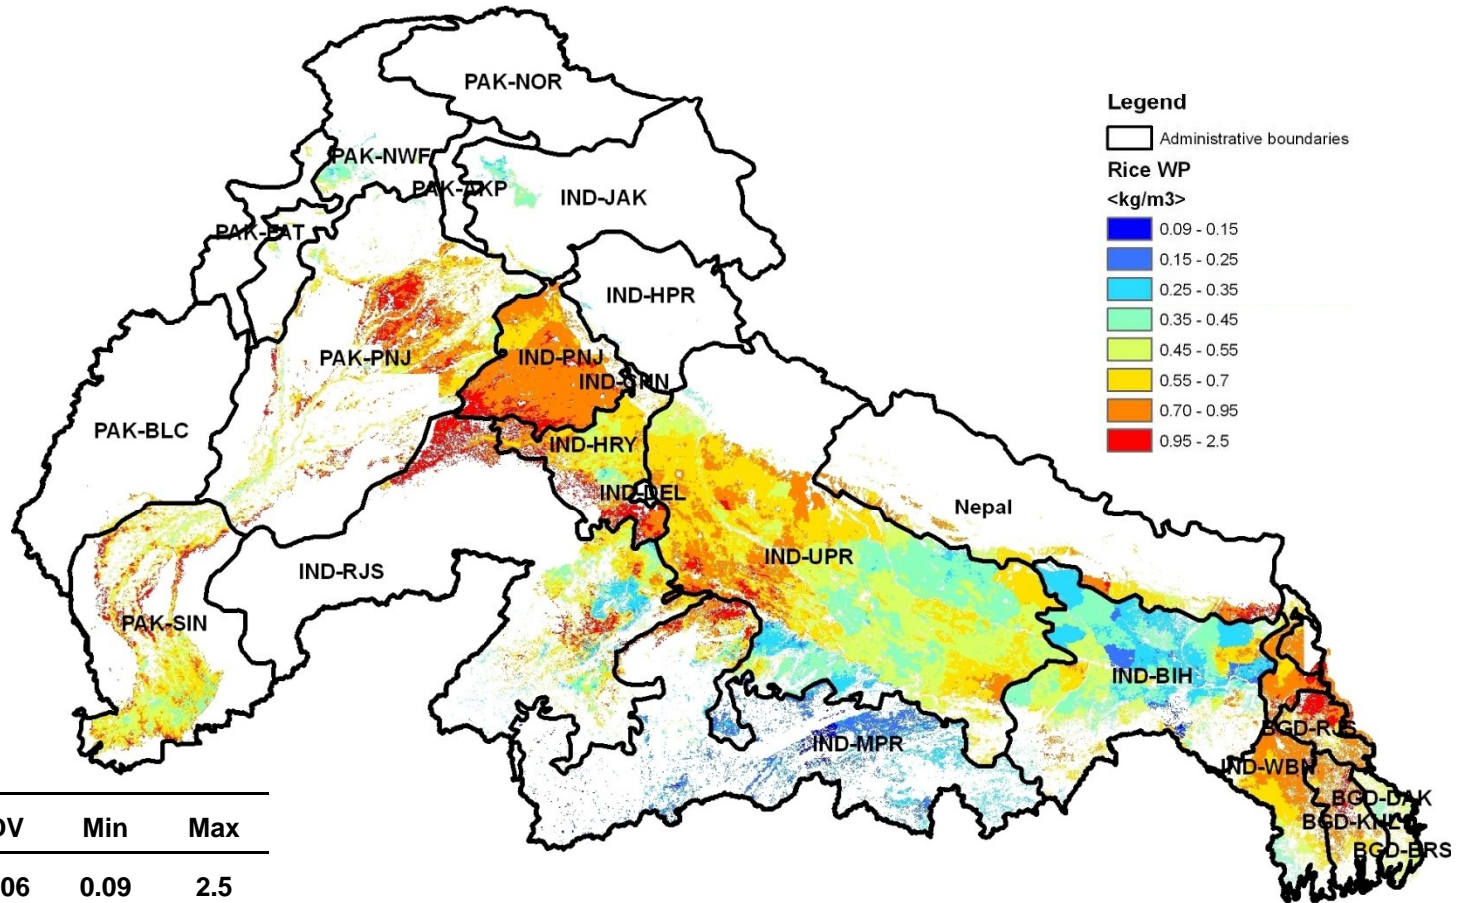 PAK-NOR
Legend
Administrative boundaries
PAK-NWF
Rice WP
PAK-AKP
IND-JAK
<kg/m3>
0.09 - 0.15
PAK-FAT
0.15 - 0.25
0.25 - 0.35
IND-HPR
0.35 - 0.45
PAK-PNJ
IND-PNJ
0.45 - 0.55
IND-CHN
0.55 - 0.7
0.70 - 0.95
PAK-BLC
IND-HRY
0.95 - 2.5
IND-DEL
Nepal
IND-UPR
IND-RJS
PAK-SIN
IND-BIH
BGD-RJS
IND-MPR
IND-WBN
BGD-DAK
BGD-KHL
BGD-BRS
DV Min Max
06 0.09 2.5